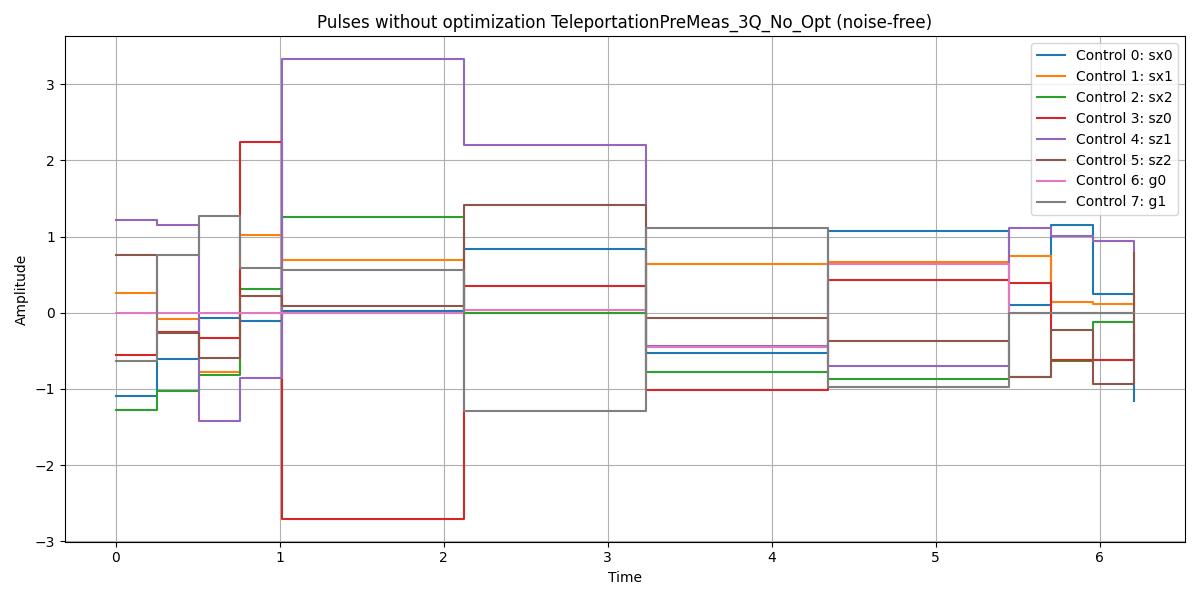 Pulses without optimization TeleportationPreMeas_3Q_No_Opt (noise-free)
Control 0: sx0
Control 1: sx1
Control 2: sx2
Control 3: sz0
Control 4: sz1
Control 5: sz2
Control 6: g0
Control 7: g1
Amplitude
3
2
1
0
−1
−2
−3
0 1 2 3 4 5 6
Time